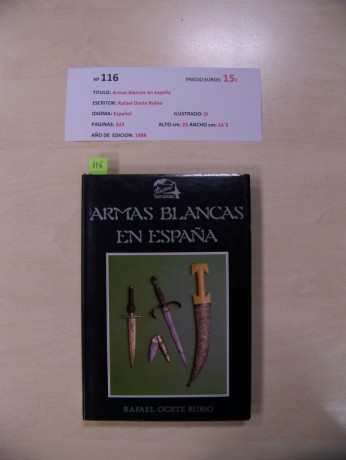 Nº 116 PRECIO EUROS: 15€
TITULO: Armas blancas en españa
ESCRITOR: Rafael Ocete Rubio
IDIOMA: Español ILUSTRADO: SI
PAGINAS: 223 ALTO cm: 25 ANCHO cm: 16´5
AÑO DE EDICION: 1988
116
ARMAS BLANCAS
EN ESPAÑA
RAFAEL OCETE RUBIO